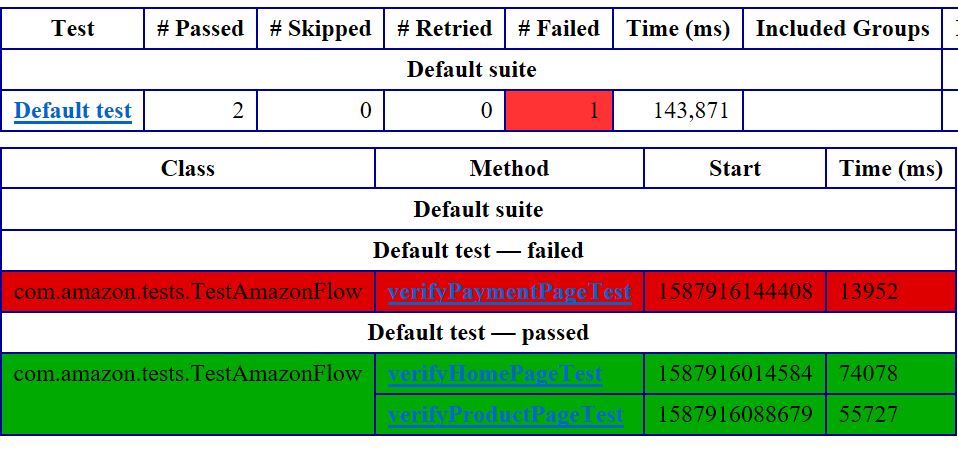 Test # Passed # Skipped # Retried # Failed Time (ms) Included Groups
Default suite
Default test 2 0 0 1 143,871
Class Method Start Time (ms)
Default suite
Default test — failed
com.amazon.tests.TestAmazonFlow verifyPaymentPageTest 1587916144408 13952
Default test — passed
com.amazon.tests.TestAmazonFlow verifyHomePageTest 1587916014584 74078
verifyProductPageTest 1587916088679 55727